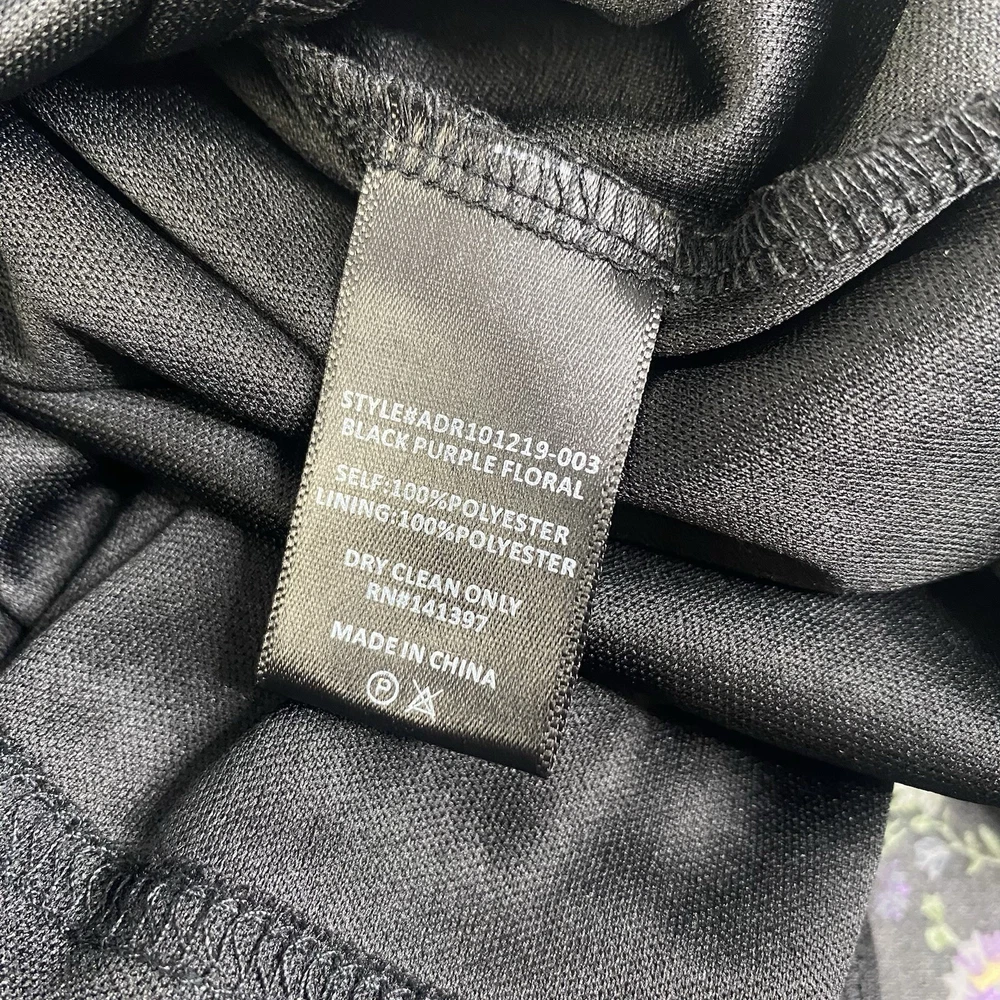 STYLE#ADR101219-003
BLACK PURPLE FLORAL
SELF:100%POLYESTER
LINING:100%POLYESTER
DRY CLEAN ONLY
RN#141397
MADE IN CHINA
P